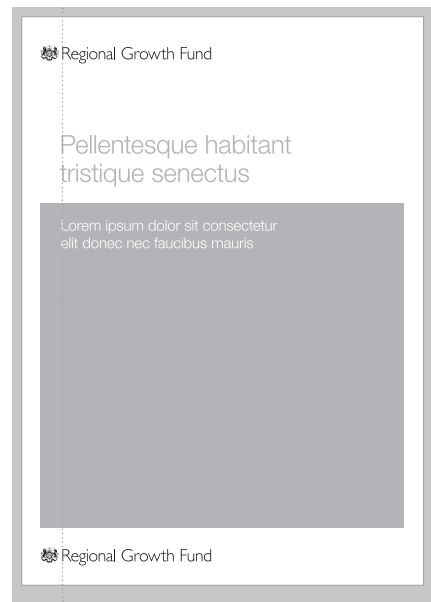 Regional Growth Fund
Pellentesque habitant
tristique senectus
Lorem ipsum dolor sit consectetur
elit donec nec faucibus mauris
Regional Growth Fund